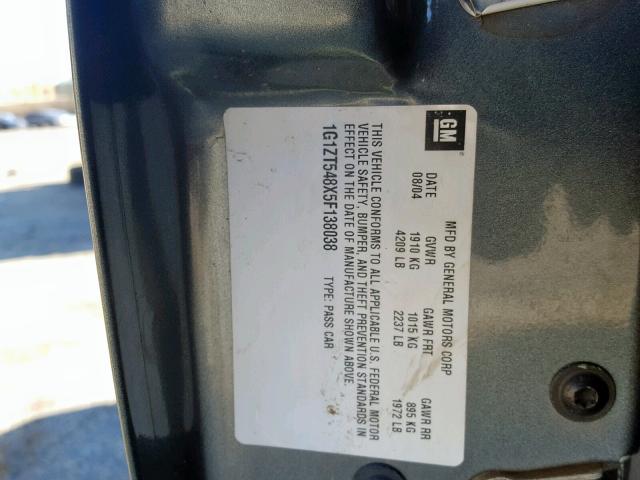 GM®
MFD BY GENERAL MOTORS CORP
DATE GVWR GAWR FRT GAWR RR
08/04 1910 KG 1015 KG 895 KG
4209 LB 2237 LB 1972 LB
THIS VEHICLE CONFORMS TO ALL APPLICABLE U.S. FEDERAL MOTOR
VEHICLE SAFETY, BUMPER, AND THEFT PREVENTION STANDARDS IN
EFFECT ON THE DATE OF MANUFACTURE SHOWN ABOVE.
1G1ZT548X5F138038 TYPE: PASS CAR